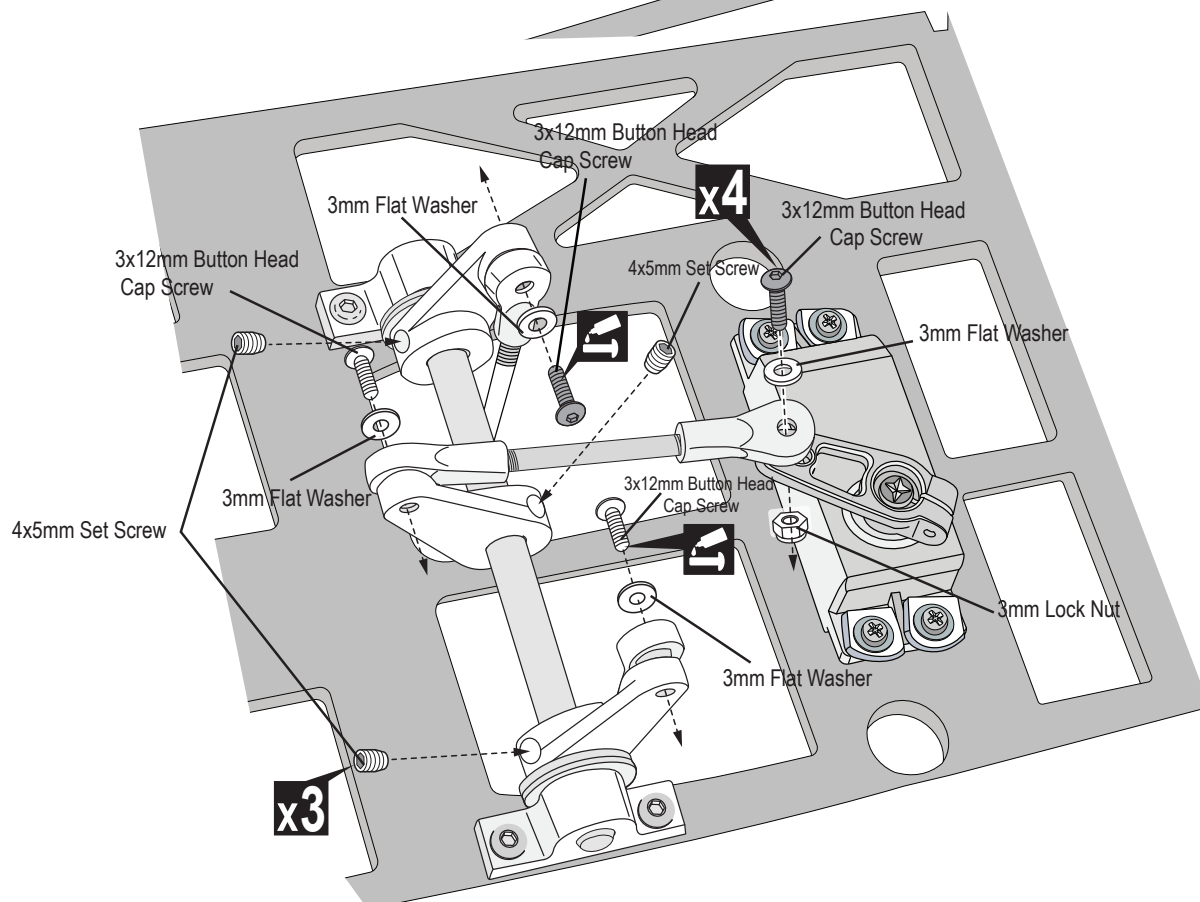 3x12mm Button Head
Cap Screw
3mm Flat Washer
x4
3x12mm Button Head
Cap Screw
3x12mm Button Head
Cap Screw
4x5mm Set Screw
3mm Flat Washer
3mm Flat Washer
3x12mm Button Head
Cap Screw
4x5mm Set Screw
3mm Lock Nut
3mm Flat Washer
x3